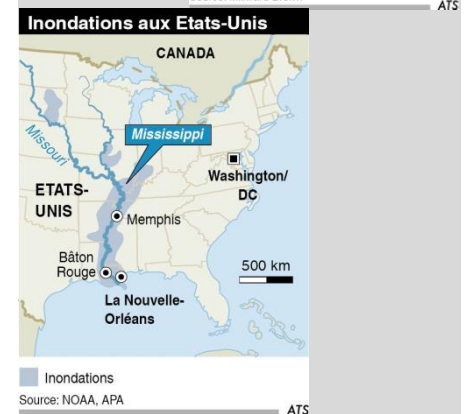 ATS
Inondations aux Etats-Unis
CANADA
Missouri
Mississippi
Washington/
DC
ETATS-
UNIS
Memphis
Bâton
Rouge
500 km
La Nouvelle-
Orléans
Inondations
Source: NOAA, APA
ATS